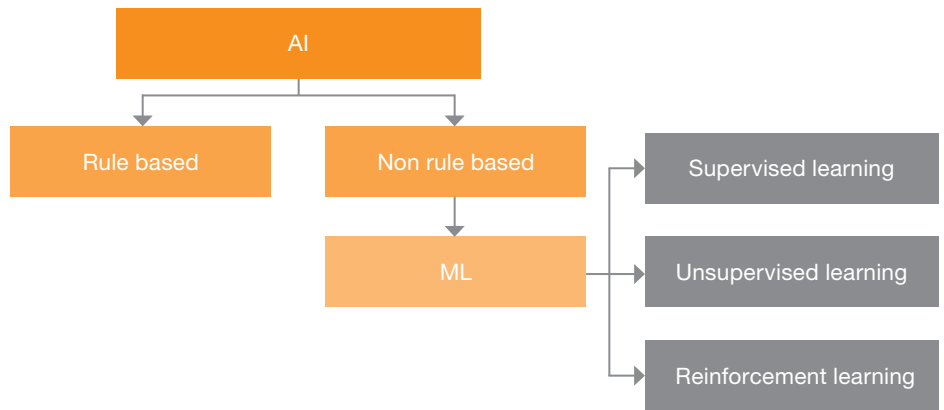 AI
Rule based
Non rule based
ML
Supervised learning
Unsupervised learning
Reinforcement learning